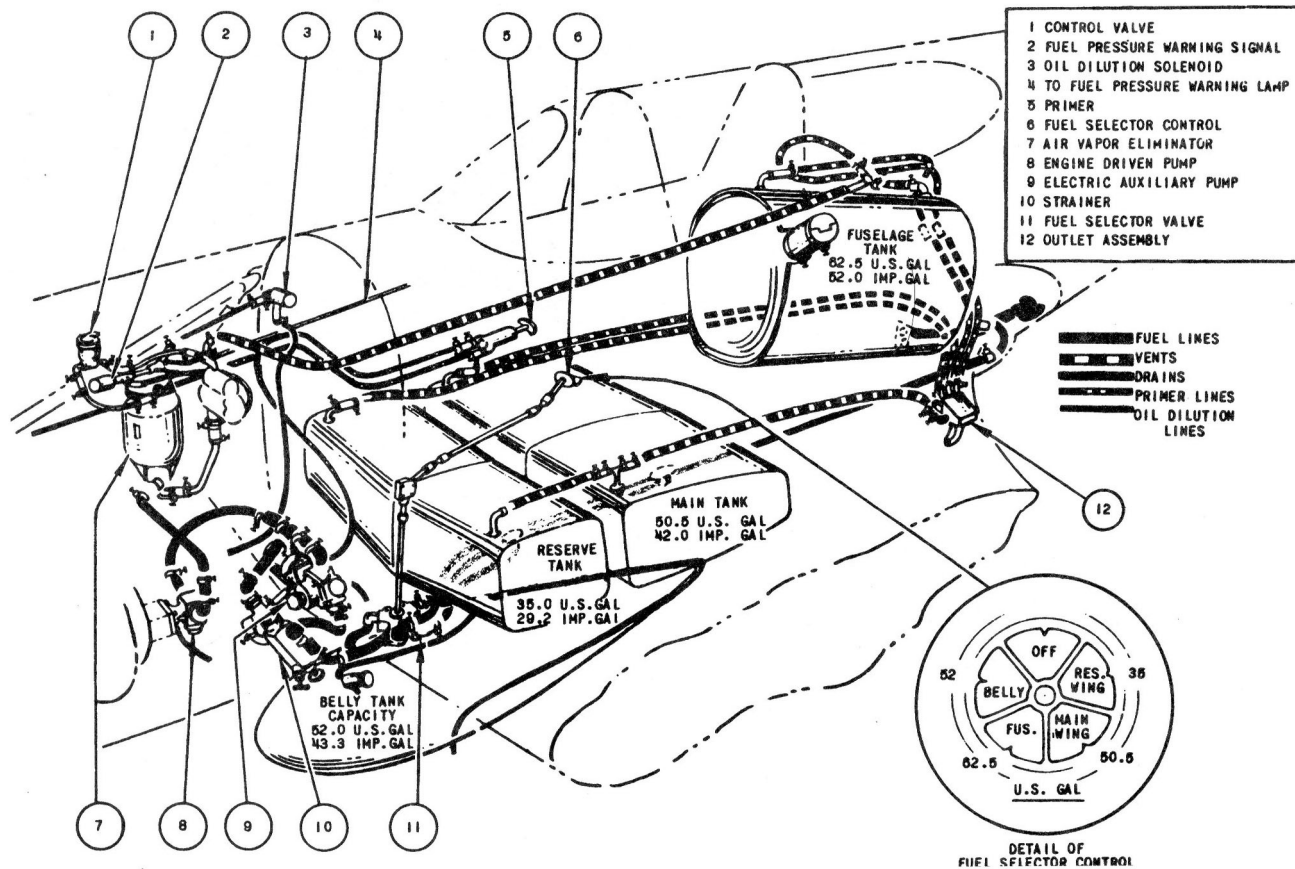 1
2
3
4
5
6
1 CONTROL VALVE
2 FUEL PRESSURE WARNING SIGNAL
3 OIL DILUTION SOLENOID
4 TO FUEL PRESSURE WARNING LAMP
5 PRIMER
6 FUEL SELECTOR CONTROL
7 AIR VAPOR ELIMINATOR
8 ENGINE DRIVEN PUMP
9 ELECTRIC AUXILIARY PUMP
10 STRAINER
11 FUEL SELECTOR VALVE
12 OUTLET ASSEMBLY
FUSELAGE
TANK
62.5 U.S.GAL
52.0 IMP.GAL
FUEL LINES
VENTS
DRAINS
PRIMER LINES
OIL DILUTION
LINES
MAIN TANK
50.5 U.S. GAL
42.0 IMP. GAL
RESERVE
TANK
35.0 U.S.GAL
29.2 IMP.GAL
12
BELLY TANK
CAPACITY
52.0 U.S.GAL
43.3 IMP.GAL
OFF
52
BELLY
RES.
WING
35
FUS.
MAIN
WING
62.5
50.5
U.S. GAL
7
8
9
10
11
DETAIL OF
FUEL SELECTOR CONTROL